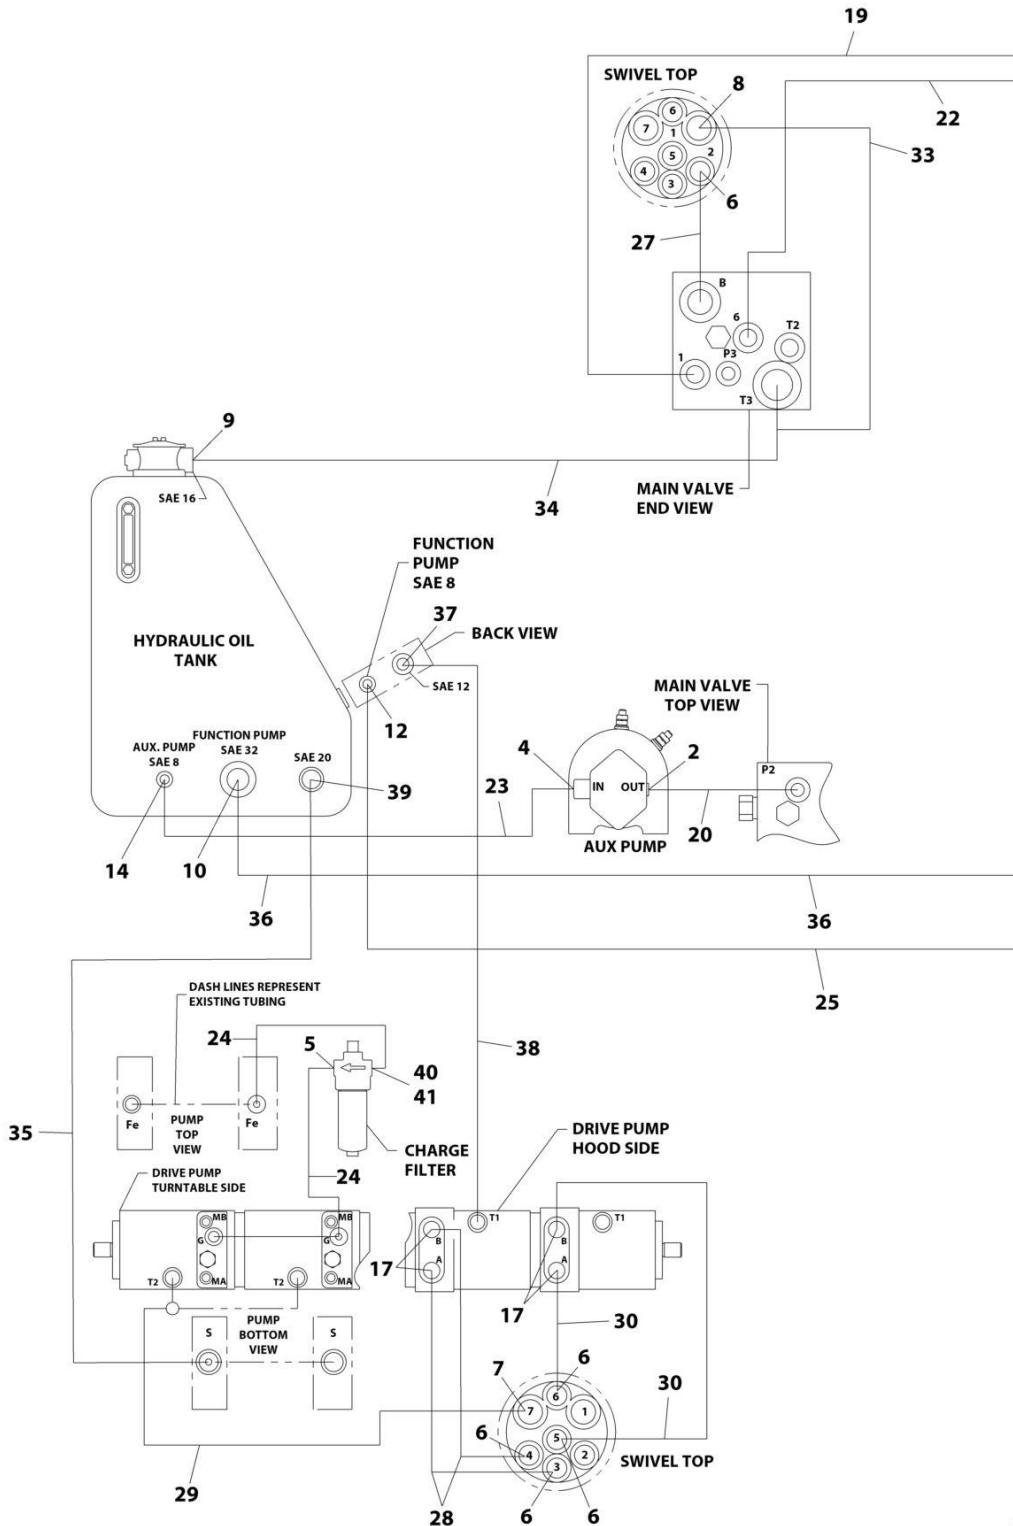 19
SWIVEL TOP
8
6
7
1
22
5
2
33
4
3
6
27
B
6
T2
1
P3
T3
9
SAE 16
34
MAIN VALVE
END VIEW
FUNCTION
PUMP
SAE 8
37
BACK VIEW
HYDRAULIC OIL
TANK
SAE 12
12
MAIN VALVE
TOP VIEW
AUX. PUMP
SAE 8
FUNCTION PUMP
SAE 32
SAE 20
4
2
P2
39
23
IN
OUT
20
AUX PUMP
14
10
36
36
25
DASH LINES REPRESENT
EXISTING TUBING
24
5
40
41
38
Fe
Fe
PUMP
TOP
VIEW
35
CHARGE
FILTER
DRIVE PUMP
HOOD SIDE
DRIVE PUMP
TURNTABLE SIDE
24
MB
G
MA
T2
MB
G
MA
T2
B
A
T1
B
A
T1
17
17
30
S
PUMP
BOTTOM
VIEW
S
7
6
30
6
7
1
6
5
4
2
3
SWIVEL TOP
29
28
6
6